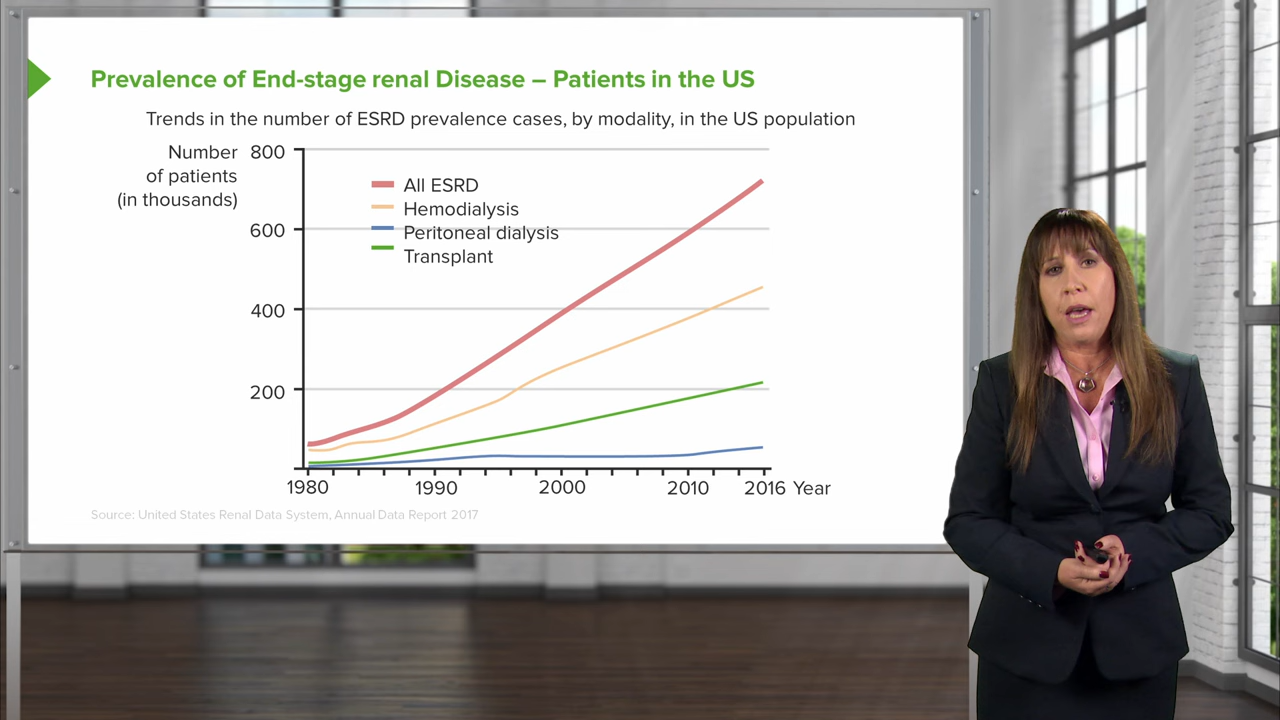 Prevalence of End-stage renal Disease – Patients in the US
Trends in the number of ESRD prevalence cases, by modality, in the US population
Number
of patients
(in thousands)
800
600
400
200
All ESRD
Hemodialysis
Peritoneal dialysis
Transplant
1980 1990 2000 2010 2016 Year
Source: United States Renal Data System, Annual Data Report 2017